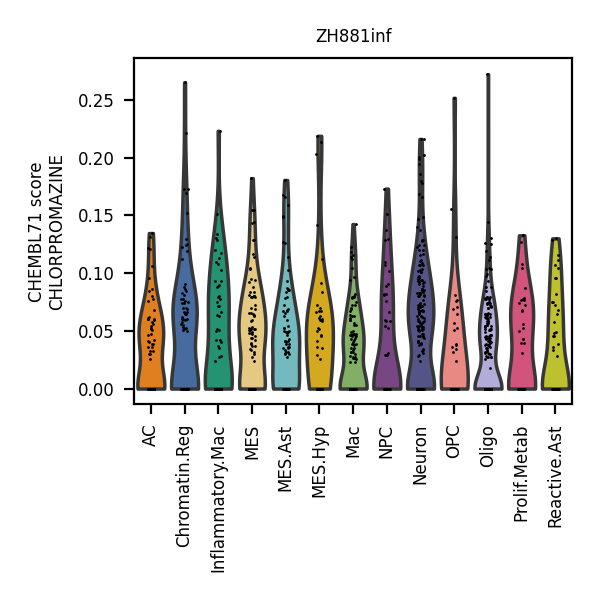 ZH881inf
CHEMBL71 score
CHLORPROMAZINE
0.25
0.20
0.15
0.10
0.05
0.00
AC
Chromatin.Reg
Inflammatory.Mac
MES
MES.Ast
MES.Hyp
Mac
NPC
Neuron
OPC
Oligo
Prolif.Metab
Reactive.Ast